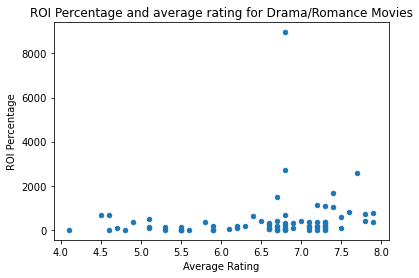 ROI Percentage and average rating for Drama/Romance Movies
8000
6000
4000
2000
0
ROI Percentage
4.0 4.5 5.0 5.5 6.0 6.5 7.0 7.5 8.0
Average Rating